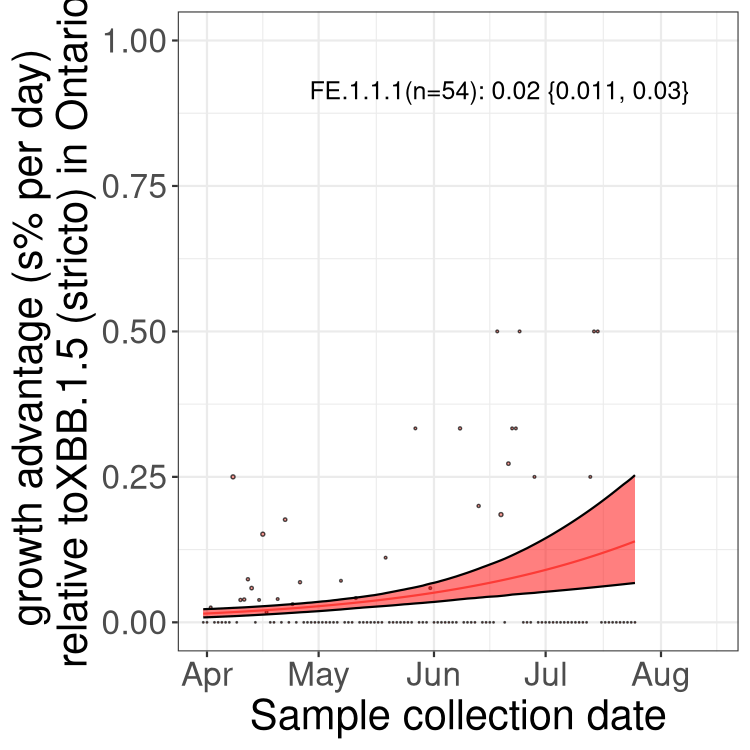 growth advantage (s% per day)
relative toXBB.1.5 (stricto) in Ontario
1.00
FE.1.1.1(n=54): 0.02 {0.011, 0.03}
0.75
0.50
0.25
0.00
Apr May Jun Jul Aug
Sample collection date